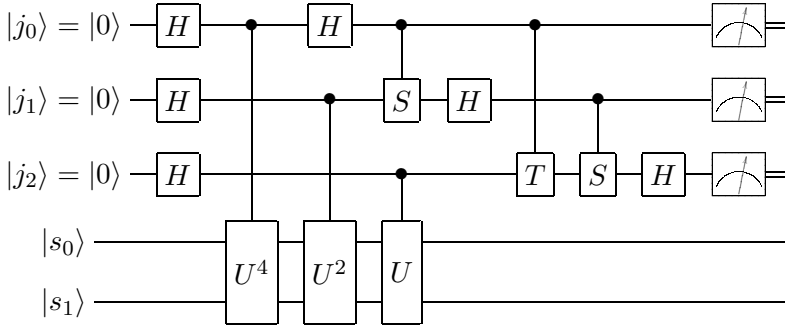 |j₀⟩ = |0⟩ H H
|j₁⟩ = |0⟩ H S H
|j₂⟩ = |0⟩ H T S H
|s₀⟩
U⁴ U² U
|s₁⟩